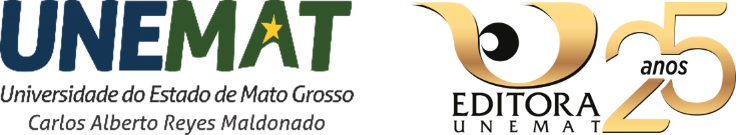 UNEMAT
Universidade do Estado de Mato Grosso
Carlos Alberto Reyes Maldonado
EDITORA
UNEMAT
25
anos